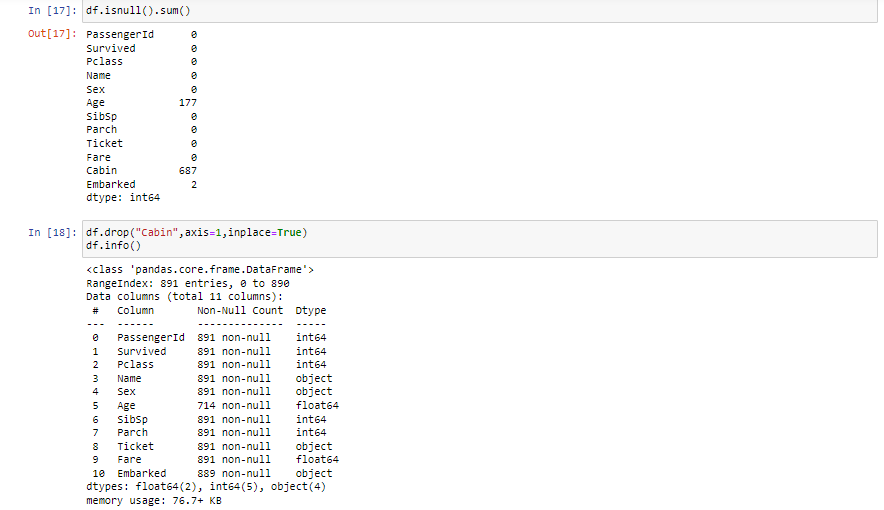 In [17]: df.isnull().sum()
Out[17]: PassengerId      0
Survived         0
Pclass           0
Name             0
Sex              0
Age            177
SibSp            0
Parch            0
Ticket           0
Fare             0
Cabin          687
Embarked         2
dtype: int64
In [18]: df.drop("Cabin",axis=1,inplace=True)
df.info()
<class 'pandas.core.frame.DataFrame'>
RangeIndex: 891 entries, 0 to 890
Data columns (total 11 columns):
 #   Column       Non-Null Count  Dtype
---  ------       --------------  -----
 0   PassengerId  891 non-null    int64
 1   Survived     891 non-null    int64
 2   Pclass       891 non-null    int64
 3   Name         891 non-null    object
 4   Sex          891 non-null    object
 5   Age          714 non-null    float64
 6   SibSp        891 non-null    int64
 7   Parch        891 non-null    int64
 8   Ticket       891 non-null    object
 9   Fare         891 non-null    float64
 10  Embarked     889 non-null    object
dtypes: float64(2), int64(5), object(4)
memory usage: 76.7+ KB